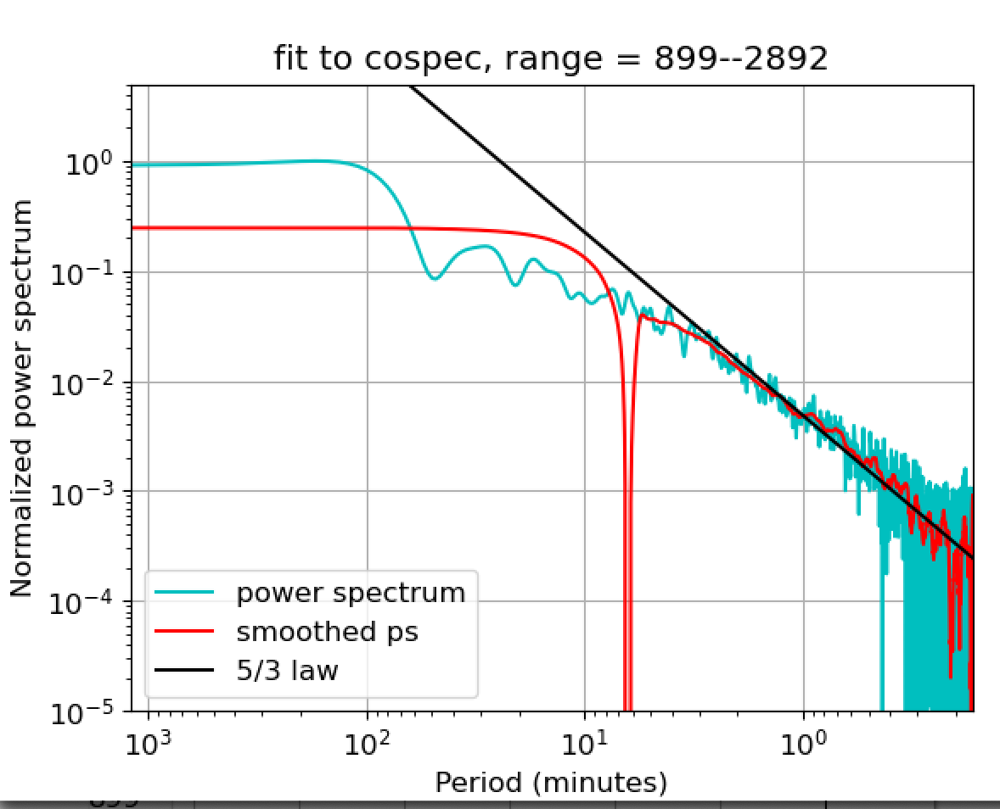 fit to cospec, range = 899--2892
Normalized power spectrum
10⁰
10⁻¹
10⁻²
10⁻³
10⁻⁴
10⁻⁵
power spectrum
smoothed ps
5/3 law
10³ 10² 10¹ 10⁰
Period (minutes)
899